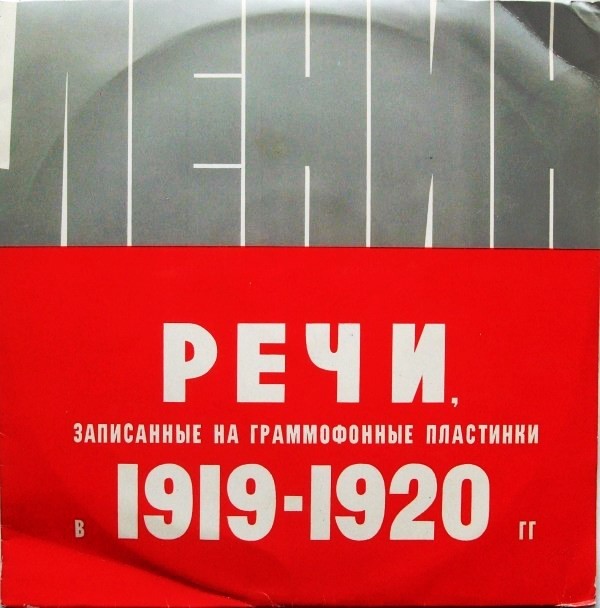 ЛЕНИН
РЕЧИ,
ЗАПИСАННЫЕ НА ГРАММОФОННЫЕ ПЛАСТИНКИ
В 1919-1920 ГГ